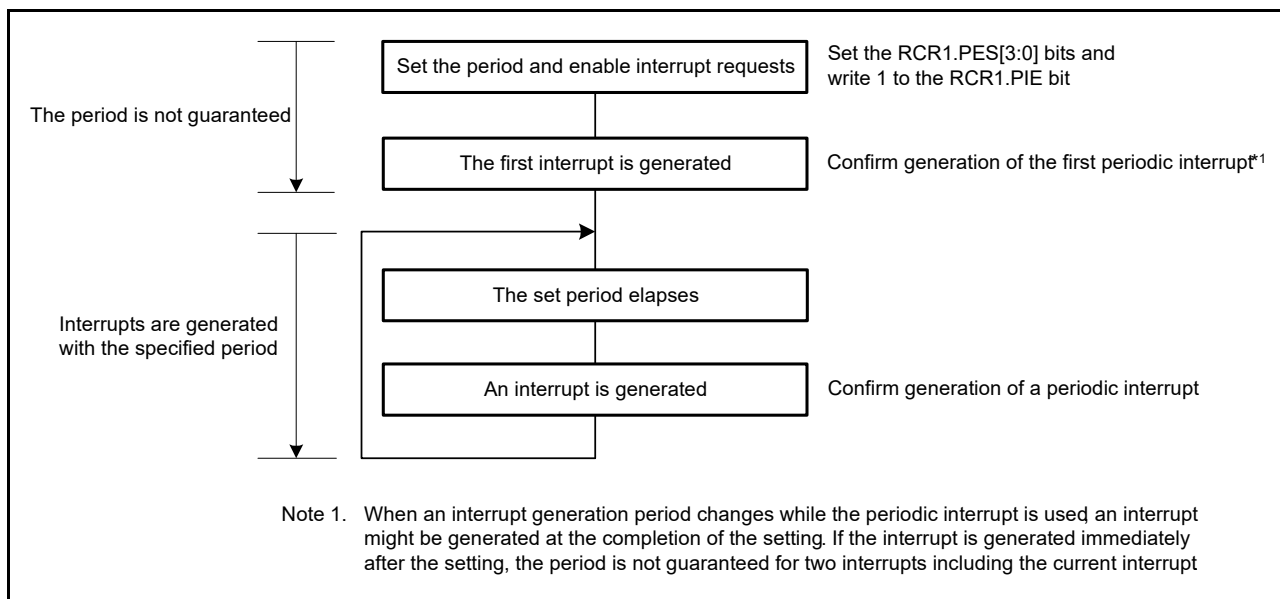 Set the period and enable interrupt requests
Set the RCR1.PES[3:0] bits and
write 1 to the RCR1.PIE bit
The period is not guaranteed
The first interrupt is generated
Confirm generation of the first periodic interrupt*1
The set period elapses
Interrupts are generated
with the specified period
An interrupt is generated
Confirm generation of a periodic interrupt
Note 1. When an interrupt generation period changes while the periodic interrupt is used, an interrupt
might be generated at the completion of the setting. If the interrupt is generated immediately
after the setting, the period is not guaranteed for two interrupts including the current interrupt